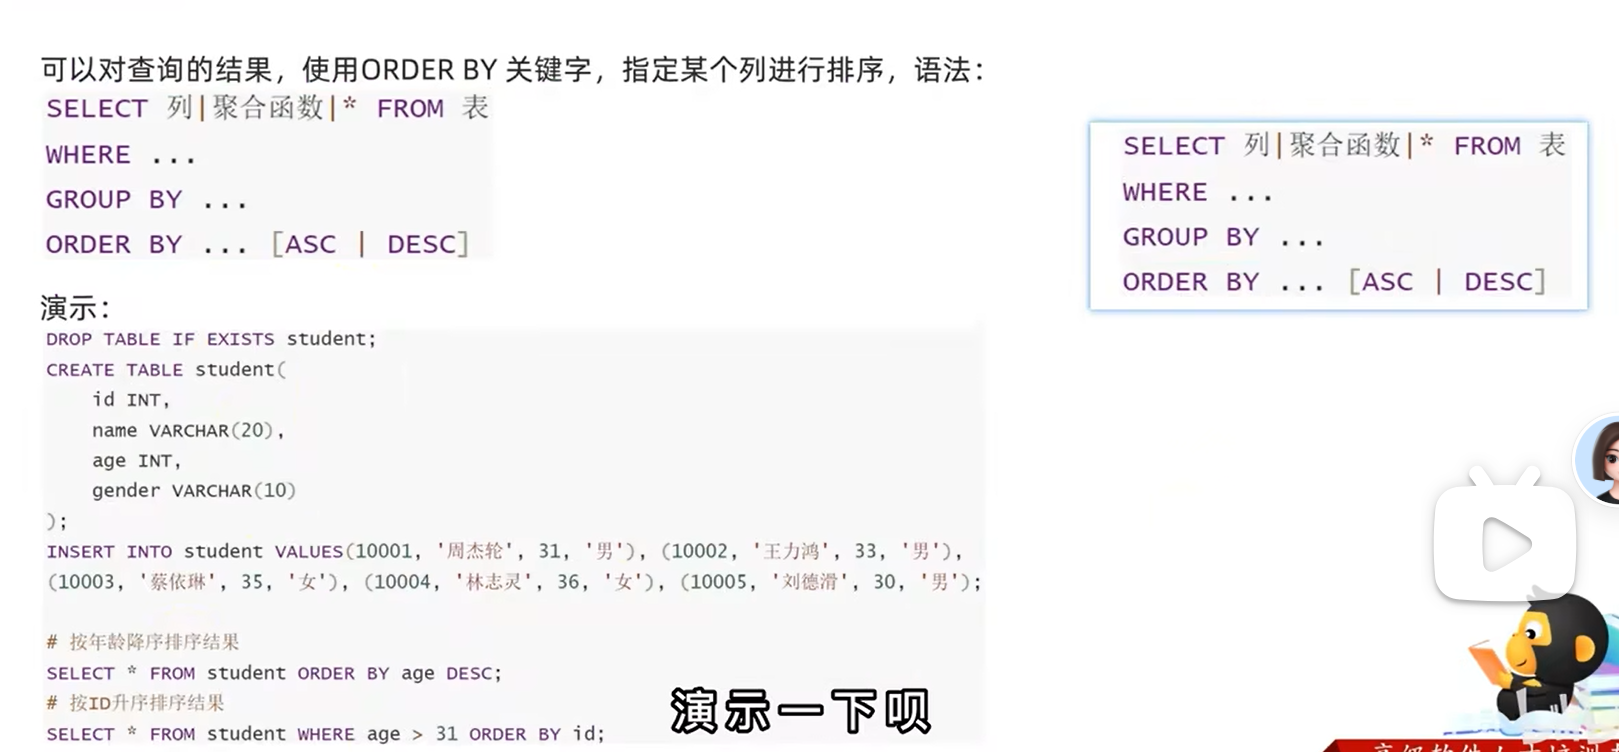 可以对查询的结果，使用ORDER BY 关键字，指定某个列进行排序，语法：
SELECT 列|聚合函数|* FROM 表
WHERE ...
GROUP BY ...
ORDER BY ... [ASC | DESC]
SELECT 列|聚合函数|* FROM 表
WHERE ...
GROUP BY ...
ORDER BY ... [ASC | DESC]
演示：
DROP TABLE IF EXISTS student;
CREATE TABLE student(
id INT,
name VARCHAR(20),
age INT,
gender VARCHAR(10)
);
INSERT INTO student VALUES(10001, '周杰轮', 31, '男'), (10002, '王力鸿', 33, '男'),
(10003, '蔡依琳', 35, '女'), (10004, '林志灵', 36, '女'), (10005, '刘德滑', 30, '男');
# 按年龄降序排序结果
SELECT * FROM student ORDER BY age DESC;
# 按ID升序排序结果
SELECT * FROM student WHERE age > 31 ORDER BY id;
演示一下呗